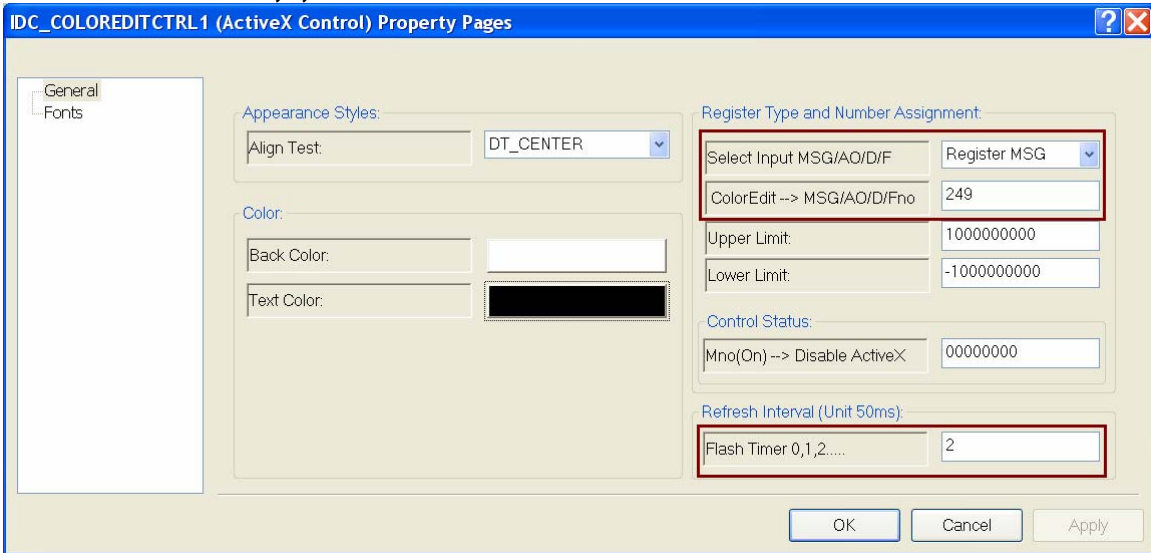 IDC_COLOREDITCTRL1 (ActiveX Control) Property Pages
General
Fonts
Appearance Styles:
Align Test:
DT_CENTER
Color:
Back Color:
Text Color:
Register Type and Number Assignment:
Select Input MSG/AO/D/F
Register MSG
ColorEdit --> MSG/AO/D/Fno
249
Upper Limit:
1000000000
Lower Limit:
-1000000000
Control Status:
Mno(On) --> Disable ActiveX
00000000
Refresh Interval (Unit 50ms):
Flash Timer 0,1,2.....
2
OK
Cancel
Apply